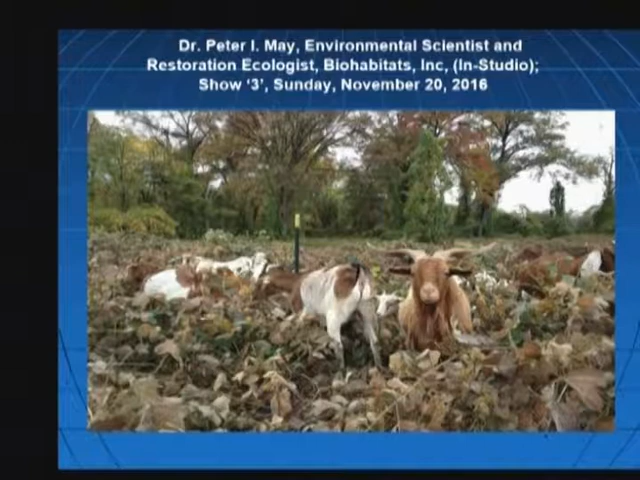 Dr. Peter I. May, Environmental Scientist and
Restoration Ecologist, Biohabitats, Inc, (In-Studio);
Show ‘3’, Sunday, November 20, 2016